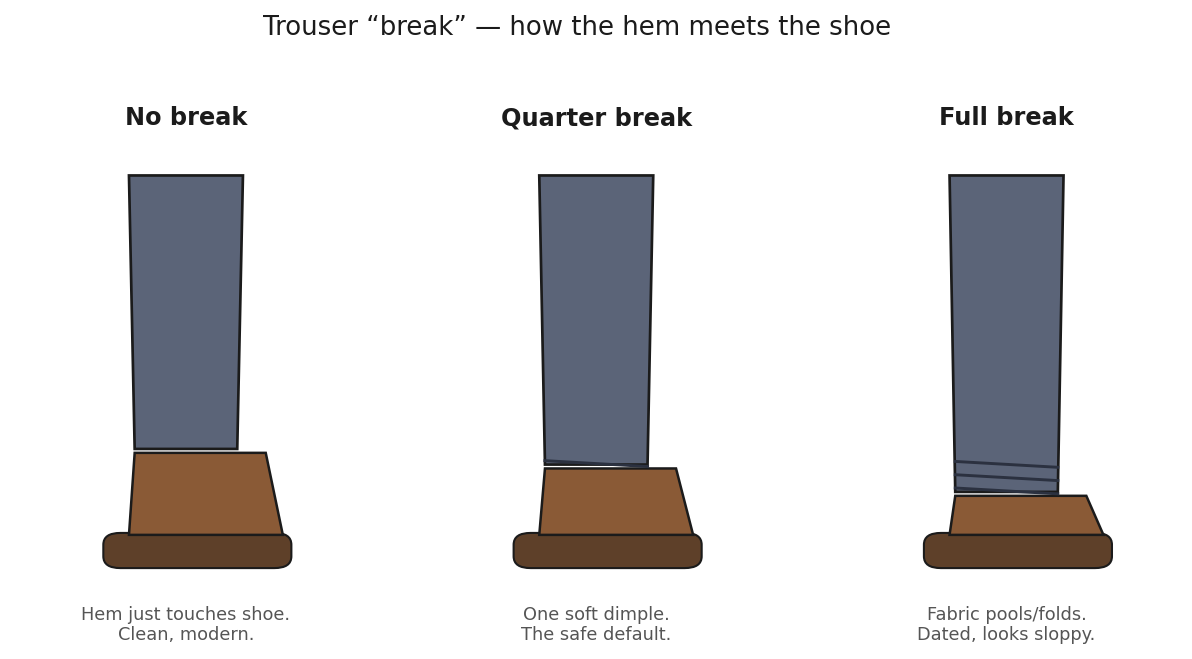 Trouser “break” — how the hem meets the shoe
No break
Quarter break
Full break
Hem just touches shoe.
Clean, modern.
One soft dimple.
The safe default.
Fabric pools/folds.
Dated, looks sloppy.